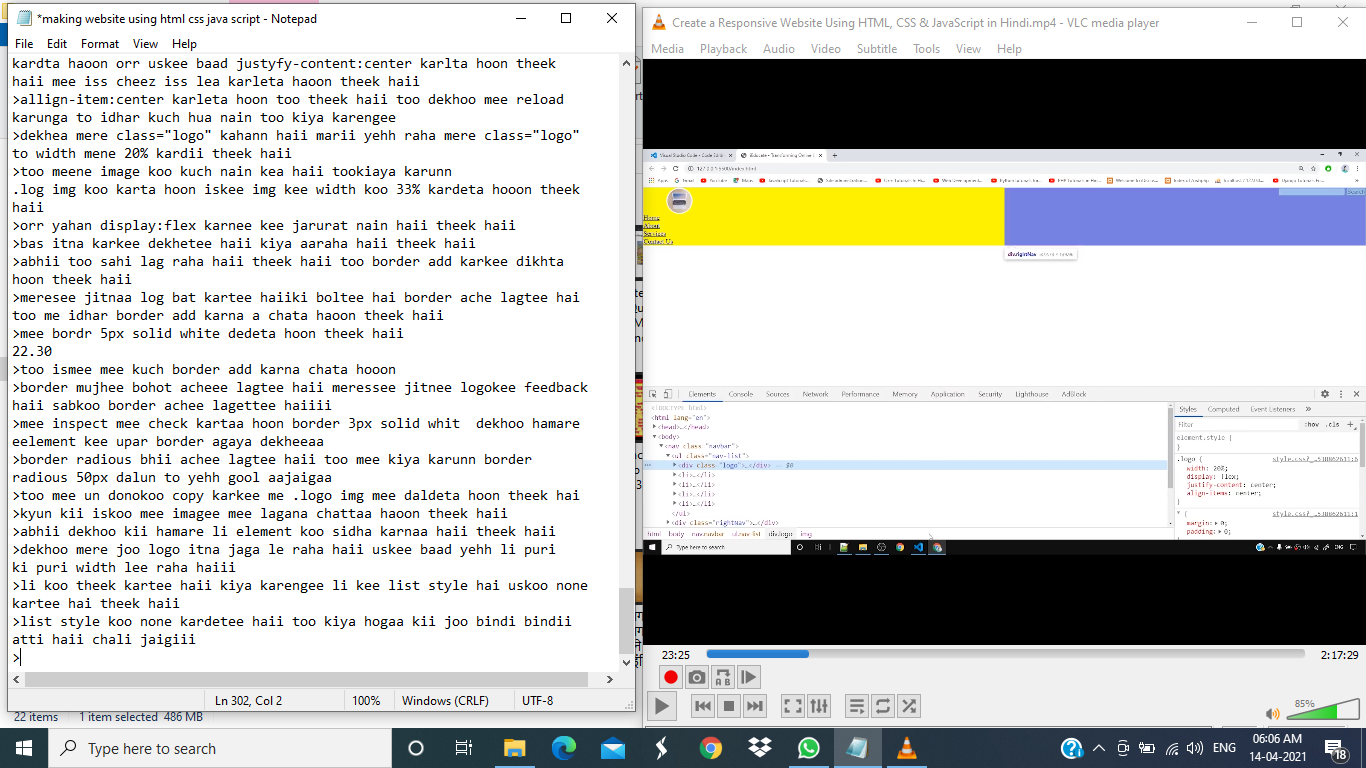 *making website using html css java script - Notepad
File Edit Format View Help
kardta haoon orr uskee baad justyfy-content:center karlta hoon theek
haii mee iss cheez iss lea karleta haoon theek haii
>allign-item:center karleta hoon too theek haii too dekhoo mee reload
karunga to idhar kuch hua nain too kiya karengee
>dekhea mere class="logo" kahann haii marii yehh raha mere class="logo"
to width mene 20% kardii theek haii
>too meene image koo kuch nain kea haii tookiaya karunn
.log img koo karta hoon iskee img kee width koo 33% kardeta hooon theek
haii
>orr yahan display:flex karnee kee jarurat nain haii theek haii
>bas itna karkee dekhetee haii kiya aaraha haii theek haii
>abhii too sahi lag raha haii theek haii too border add karkee dikhta
hoon theek haii
>meresee jitnaa log bat kartee haiiki boltee hai border ache lagtee hai
too me idhar border add karna a chata haoon theek haii
>mee bordr 5px solid white dedeta hoon theek haii
22.30
>too ismee mee kuch border add karna chata hooon
>border mujhee bohot acheee lagtee haii meressee jitnee logokee feedback
haii sabkoo border achee lagettee haiiii
>mee inspect mee check kartaa hoon border 3px solid whit  dekhoo hamare
eelement kee upar border agaya dekheeaa
>border radious bhii achee lagtee haii too mee kiya karunn border
radious 50px dalun to yehh gool aajaigaa
>too mee un donokoo copy karkee me .logo img mee daldeta hoon theek hai
>kyun kii iskoo mee imagee mee lagana chattaa haoon theek haii
>abhii dekhoo kii hamare li element koo sidha karnaa haii theek haii
>dekhoo mere joo logo itna jaga le raha haii uskee baad yehh li puri
ki puri width lee raha haiii
>li koo theek kartee haii kiya karengee li kee list style hai uskoo none
kartee hai theek haii
>list style koo none kardetee haii too kiya hogaa kii joo bindi bindii
atti haii chali jaigiii
>
Ln 302, Col 2 100% Windows (CRLF) UTF-8
22 items 1 item selected 486 MB
Create a Responsive Website Using HTML, CSS & JavaScript in Hindi.mp4 - VLC media player
Media Playback Audio Video Subtitle Tools View Help
127.0.0.1:5500/index.html
Search
Home
About
Services
Contact Us
div.rightNav
Elements Console Sources Network Performance Memory Application Security Lighthouse AdBlock
<!DOCTYPE html>
<html lang="en">
<head>…</head>
<body>
<nav class="navbar">
<ul class="nav-list">
<div class="logo">…</div> == $0
<li>…</li>
<li>…</li>
<li>…</li>
<li>…</li>
</ul>
<div class="rightNav">…</div>
html body nav.navbar ul.nav-list div.logo img
Styles Computed Event Listeners »
Filter :hov .cls +
element.style {
}
.logo {
width: 20%;
display: flex;
justify-content: center;
align-items: center;
}
* {
margin: 0;
padding: 0;
Type here to search
23:25 2:17:29
85%
Type here to search
ENG
06:06 AM
14-04-2021
18